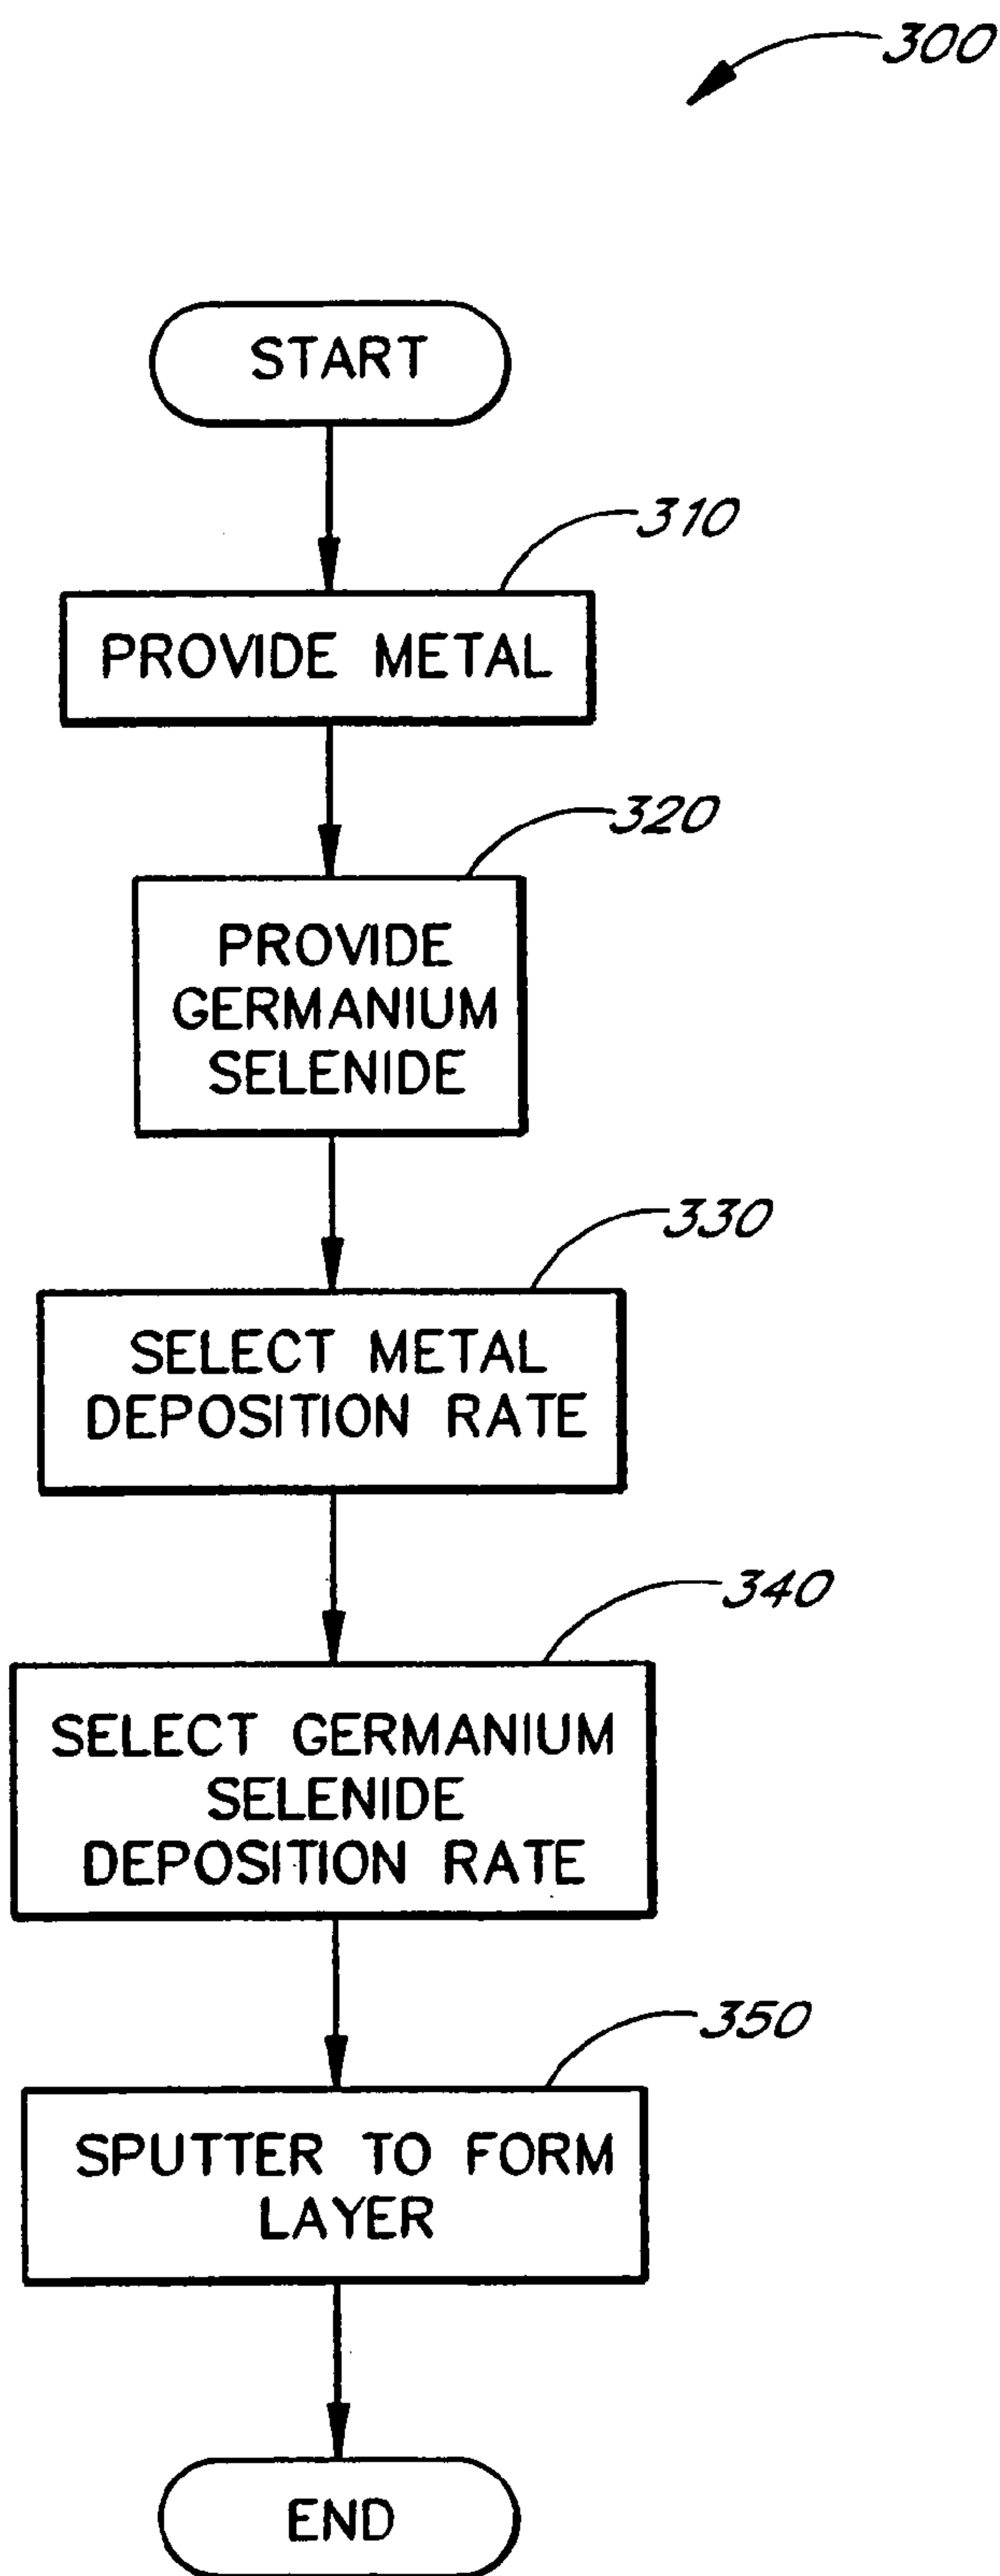 300
START
310
PROVIDE METAL
320
PROVIDE
GERMANIUM
SELENIDE
330
SELECT METAL
DEPOSITION RATE
340
SELECT GERMANIUM
SELENIDE
DEPOSITION RATE
350
SPUTTER TO FORM
LAYER
END